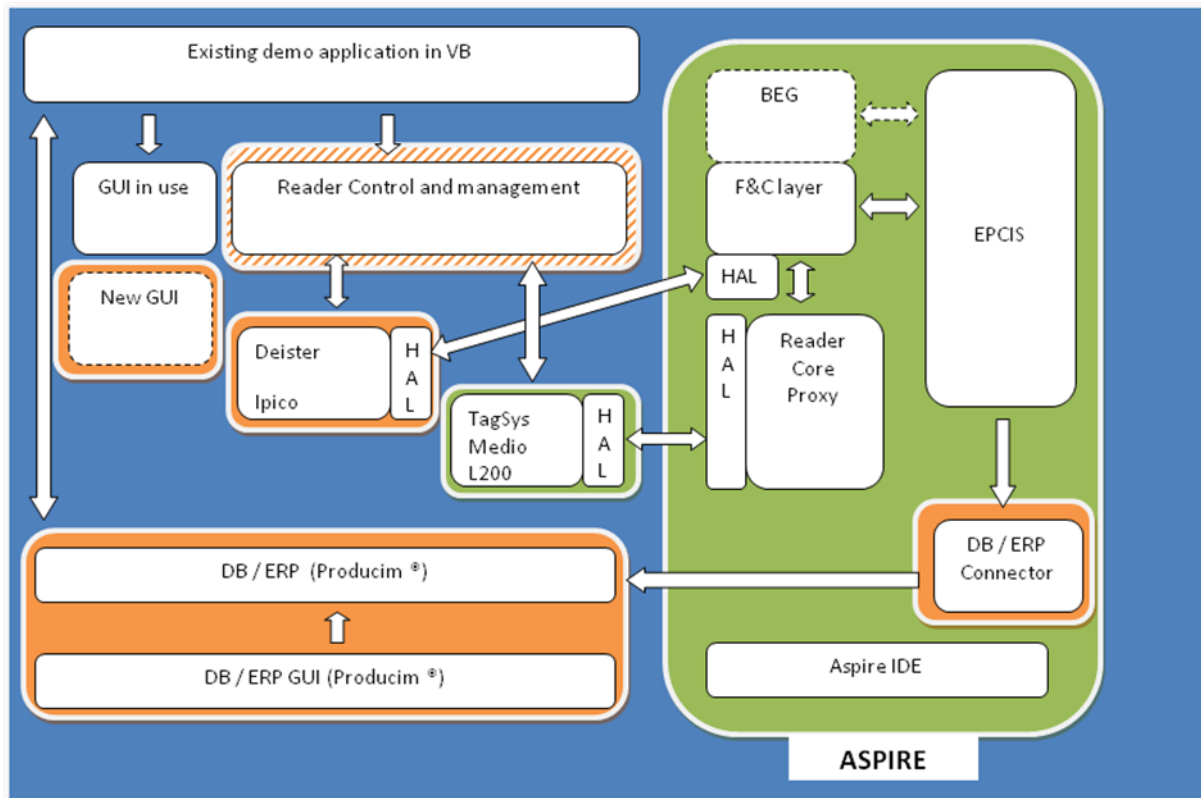 Existing demo application in VB
BEG
GUI in use
Reader Control and management
F&C layer
EPCIS
HAL
New GUI
Deister
Ipico
H
A
L
H
A
L
Reader
Core
Proxy
TagSys
Medio
L200
H
A
L
DB / ERP (Producim ®)
DB / ERP
Connector
DB / ERP GUI (Producim ®)
Aspire IDE
ASPIRE